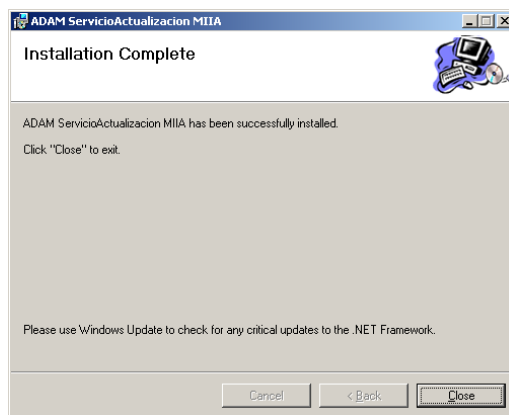 ADAM ServicioActualizacion MIIA
Installation Complete
ADAM ServicioActualizacion MIIA has been successfully installed.
Click "Close" to exit.
Please use Windows Update to check for any critical updates to the .NET Framework.
Cancel
< Back
Close